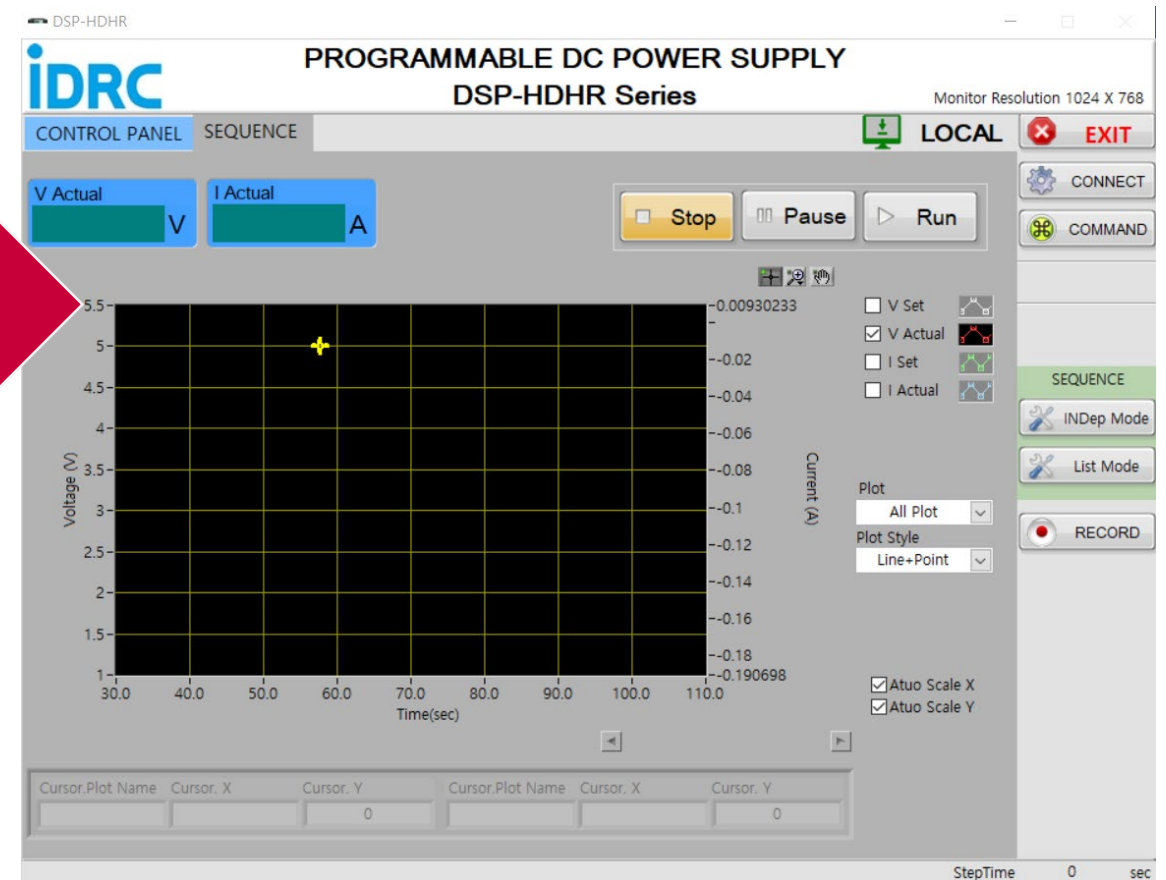 DSP-HDHR
iDRC
PROGRAMMABLE DC POWER SUPPLY
DSP-HDHR Series
Monitor Resolution 1024 X 768
CONTROL PANEL SEQUENCE
LOCAL
EXIT
CONNECT
COMMAND
V Actual
V
I Actual
A
Stop
Pause
Run
V Set
V Actual
I Set
I Actual
SEQUENCE
INDep Mode
List Mode
RECORD
Plot
All Plot
Plot Style
Line+Point
Atuo Scale X
Atuo Scale Y
Voltage (V)
5.5
5
4.5
4
3.5
3
2.5
2
1.5
1
30.0 40.0 50.0 60.0 70.0 80.0 90.0 100.0 110.0
Time(sec)
-0.00930233
-0.02
-0.04
-0.06
-0.08
-0.1
-0.12
-0.14
-0.16
-0.18
-0.190698
Current (A)
Cursor.Plot Name Cursor. X Cursor. Y Cursor.Plot Name Cursor. X Cursor. Y
0 0
StepTime 0 sec